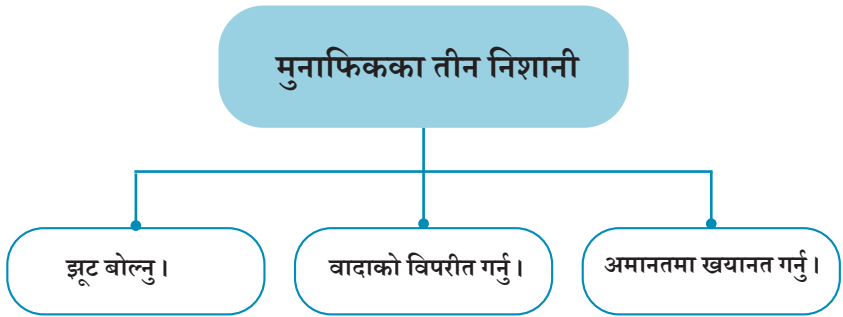 मुनाफिकका तीन निशानी
झूट बोल्नु।
वादाको विपरीत गर्नु।
अमानतमा खयानत गर्नु।